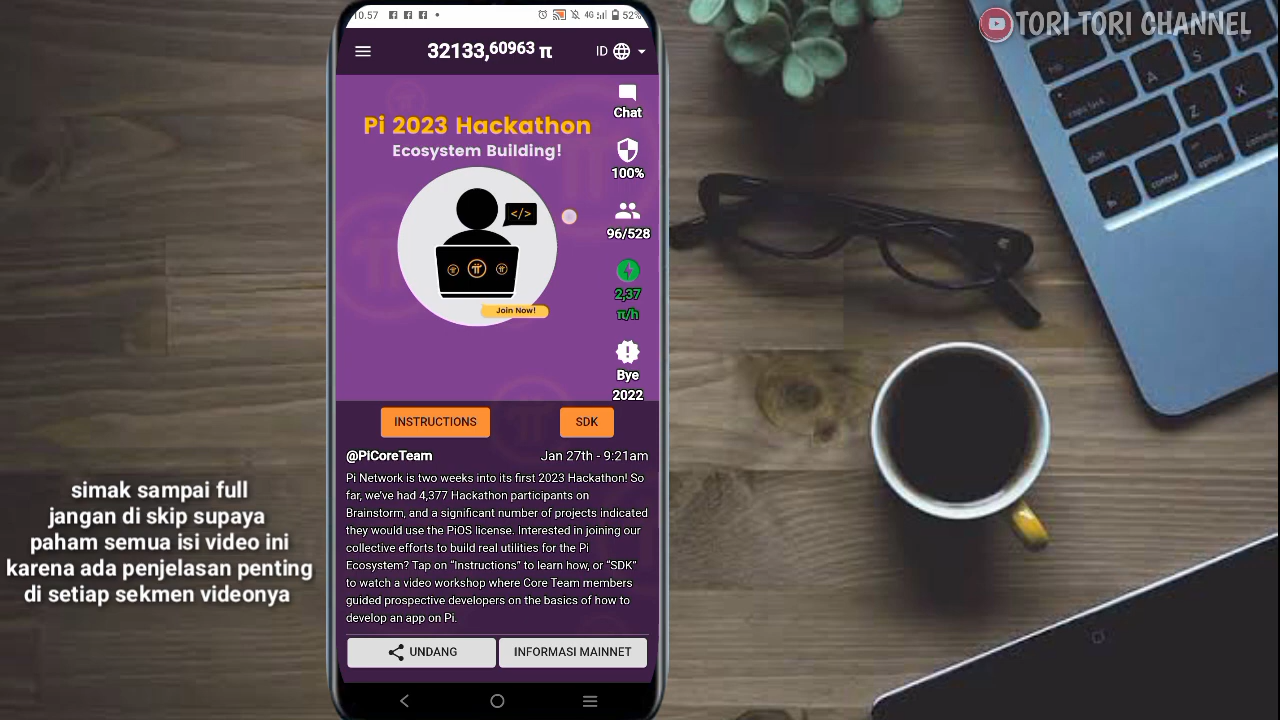 TORI TORI CHANNEL
10.57
4G
52%
32133,60963 π
ID
Pi 2023 Hackathon
Ecosystem Building!
Chat
100%
96/528
2,37
π/h
Bye
2022
</>
Join Now!
INSTRUCTIONS
SDK
@PiCoreTeam
Jan 27th - 9:21am
Pi Network is two weeks into its first 2023 Hackathon! So
far, we've had 4,377 Hackathon participants on
Brainstorm, and a significant number of projects indicated
they would use the PiOS license. Interested in joining our
collective efforts to build real utilities for the Pi
Ecosystem? Tap on "Instructions" to learn how, or "SDK"
to watch a video workshop where Core Team members
guided prospective developers on the basics of how to
develop an app on Pi.
UNDANG
INFORMASI MAINNET
simak sampai full
jangan di skip supaya
paham semua isi video ini
karena ada penjelasan penting
di setiap sekmen videonya
caps lock
A
S
Z
X
shift
control
option